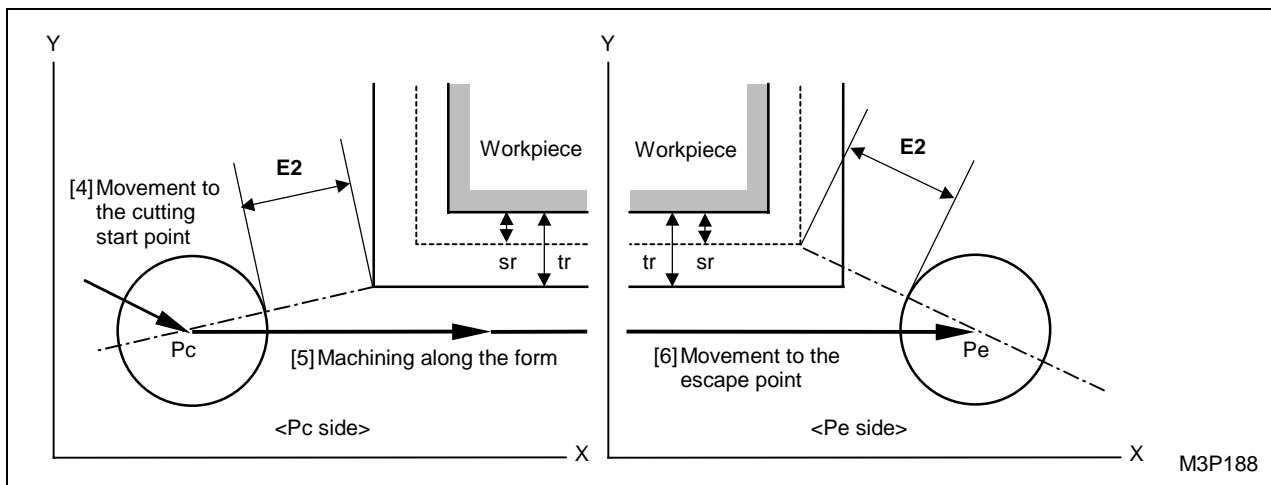 Y
Y
E2
Workpiece
Workpiece
E2
[4] Movement to
the cutting
start point
sr
tr
tr
sr
Pc
[5] Machining along the form
[6] Movement to the
escape point
Pe
<Pc side>
<Pe side>
X
X
M3P188